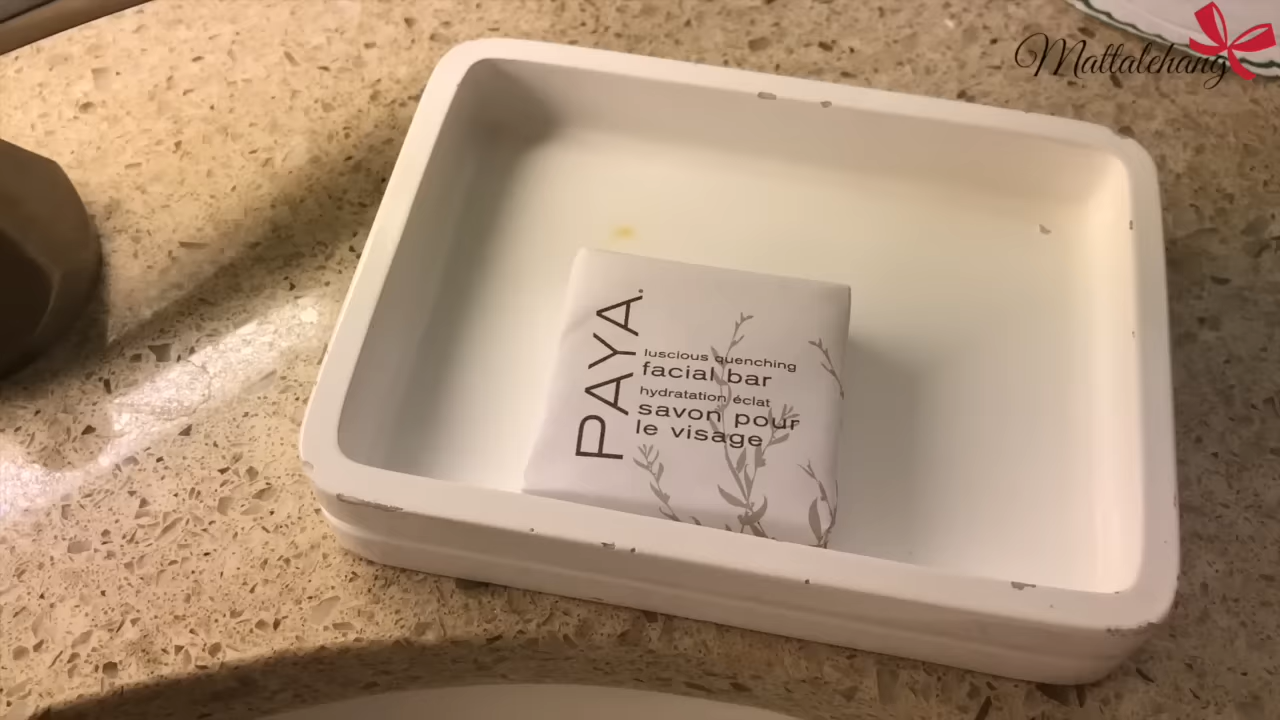 Mattalehang
PAYA.
luscious quenching
facial bar
hydratation éclat
savon pour
le visage